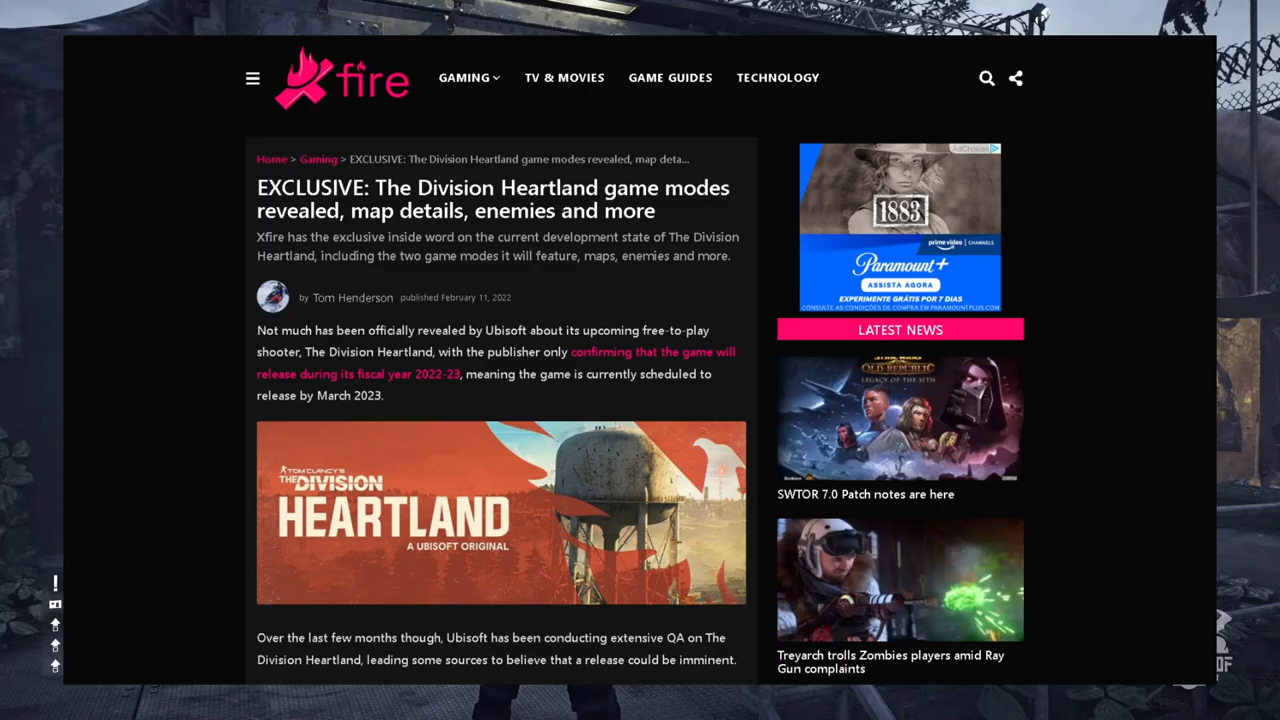 fire
GAMING
TV & MOVIES
GAME GUIDES
TECHNOLOGY
Home > Gaming > EXCLUSIVE: The Division Heartland game modes revealed, map deta...
EXCLUSIVE: The Division Heartland game modes
revealed, map details, enemies and more
Xfire has the exclusive inside word on the current development state of The Division
Heartland, including the two game modes it will feature, maps, enemies and more.
by Tom Henderson published February 11, 2022
Not much has been officially revealed by Ubisoft about its upcoming free-to-play
shooter, The Division Heartland, with the publisher only confirming that the game will
release during its fiscal year 2022-23, meaning the game is currently scheduled to
release by March 2023.
TOM CLANCY'S
THE DIVISION
HEARTLAND
A UBISOFT ORIGINAL
Over the last few months though, Ubisoft has been conducting extensive QA on The
Division Heartland, leading some sources to believe that a release could be imminent.
AdChoices
1883
prime video | CHANNELS
Paramount+
ASSISTA AGORA
EXPERIMENTE GRÁTIS POR 7 DIAS
CONSULTE AS CONDIÇÕES DE COMPRA EM PARAMOUNTPLUS.COM
LATEST NEWS
STAR WARS
OLD REPUBLIC
LEGACY OF THE SITH
SWTOR 7.0 Patch notes are here
Treyarch trolls Zombies players amid Ray
Gun complaints